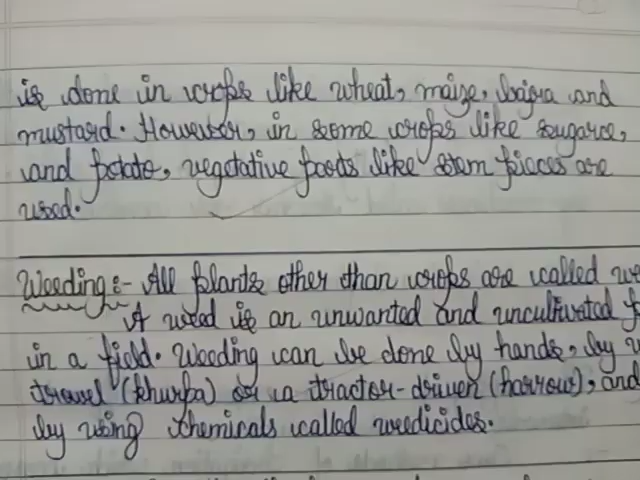 is done in crops like wheat, maize, bajra and
mustard. However, in some crops like sugarce,
and potato, vegetative parts like stem pieces are
used.
Weeding:- All plants other than crops are called we
A weed is an unwanted and uncultivated
in a field. Weeding can be done by hands, by
trowel (khurpa) or a tractor-driven (harrow), and
by using chemicals called weedicides.